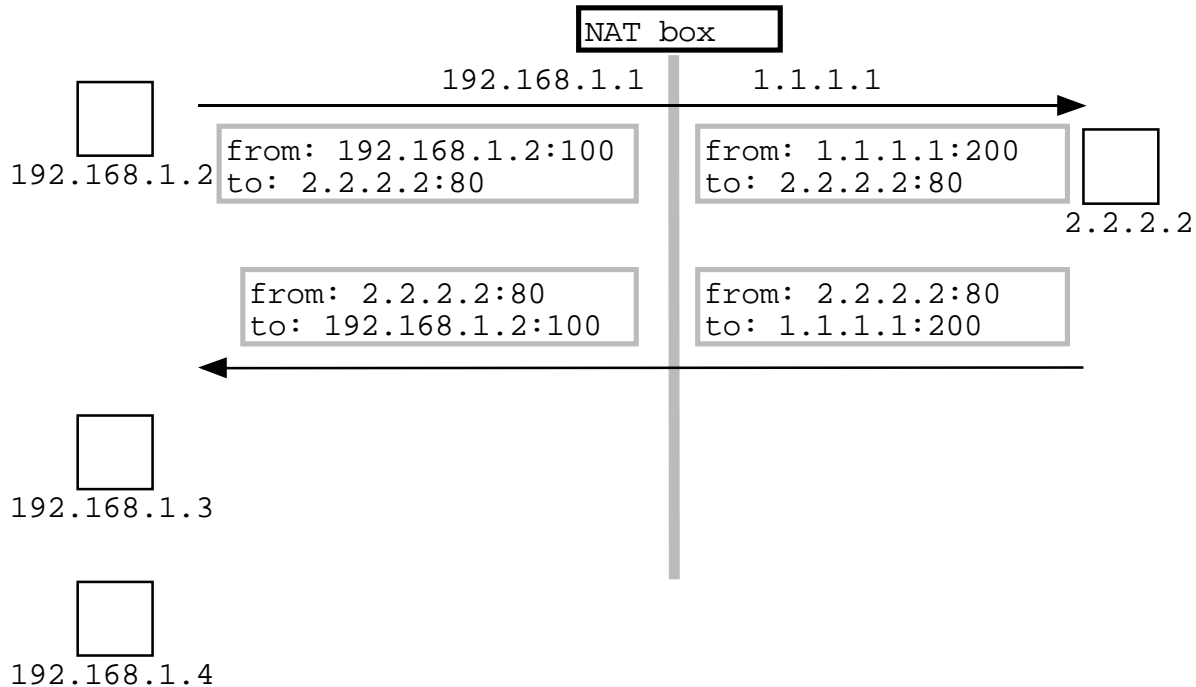 NAT box
192.168.1.1
1.1.1.1
from: 192.168.1.2:100
to: 2.2.2.2:80
from: 1.1.1.1:200
to: 2.2.2.2:80
192.168.1.2
2.2.2.2
from: 2.2.2.2:80
to: 192.168.1.2:100
from: 2.2.2.2:80
to: 1.1.1.1:200
192.168.1.3
192.168.1.4